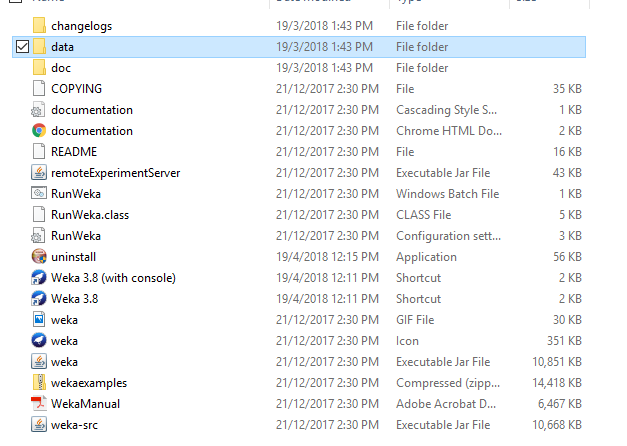 changelogs 19/3/2018 1:43 PM File folder
data 19/3/2018 1:43 PM File folder
doc 19/3/2018 1:43 PM File folder
COPYING 21/12/2017 2:30 PM File 35 KB
documentation 21/12/2017 2:30 PM Cascading Style S... 1 KB
documentation 21/12/2017 2:30 PM Chrome HTML Do... 2 KB
README 21/12/2017 2:30 PM File 16 KB
remoteExperimentServer 21/12/2017 2:30 PM Executable Jar File 43 KB
RunWeka 21/12/2017 2:30 PM Windows Batch File 1 KB
RunWeka.class 21/12/2017 2:30 PM CLASS File 5 KB
RunWeka 21/12/2017 2:30 PM Configuration sett... 3 KB
uninstall 19/4/2018 12:15 PM Application 56 KB
Weka 3.8 (with console) 19/4/2018 12:11 PM Shortcut 2 KB
Weka 3.8 19/4/2018 12:11 PM Shortcut 2 KB
weka 21/12/2017 2:30 PM GIF File 30 KB
weka 21/12/2017 2:30 PM Icon 351 KB
weka 21/12/2017 2:30 PM Executable Jar File 10,851 KB
wekaexamples 21/12/2017 2:30 PM Compressed (zipp... 14,418 KB
WekaManual 21/12/2017 2:30 PM Adobe Acrobat D... 6,467 KB
weka-src 21/12/2017 2:30 PM Executable Jar File 10,668 KB